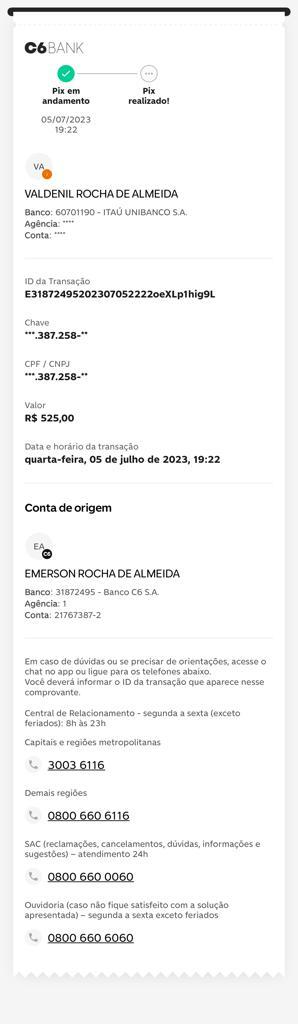 C6BANK
Pix em
andamento
Pix
realizado!
05/07/2023
19:22
VA
VALDENIL ROCHA DE ALMEIDA
Banco: 60701190 - ITAÚ UNIBANCO S.A.
Agência: ****
Conta: ****
ID da Transação
E31872495202307052222oeXLp1hig9L
Chave
***.387.258-**
CPF / CNPJ
***.387.258-**
Valor
R$ 525,00
Data e horário da transação
quarta-feira, 05 de julho de 2023, 19:22
Conta de origem
EA
C6
EMERSON ROCHA DE ALMEIDA
Banco: 31872495 - Banco C6 S.A.
Agência: 1
Conta: 21767387-2
Em caso de dúvidas ou se precisar de orientações, acesse o
chat no app ou ligue para os telefones abaixo.
Você deverá informar o ID da transação que aparece nesse
comprovante.
Central de Relacionamento - segunda a sexta (exceto
feriados): 8h às 23h
Capitais e regiões metropolitanas
3003 6116
Demais regiões
0800 660 6116
SAC (reclamações, cancelamentos, dúvidas, informações e
sugestões) – atendimento 24h
0800 660 0060
Ouvidoria (caso não fique satisfeito com a solução
apresentada) – segunda a sexta exceto feriados
0800 660 6060